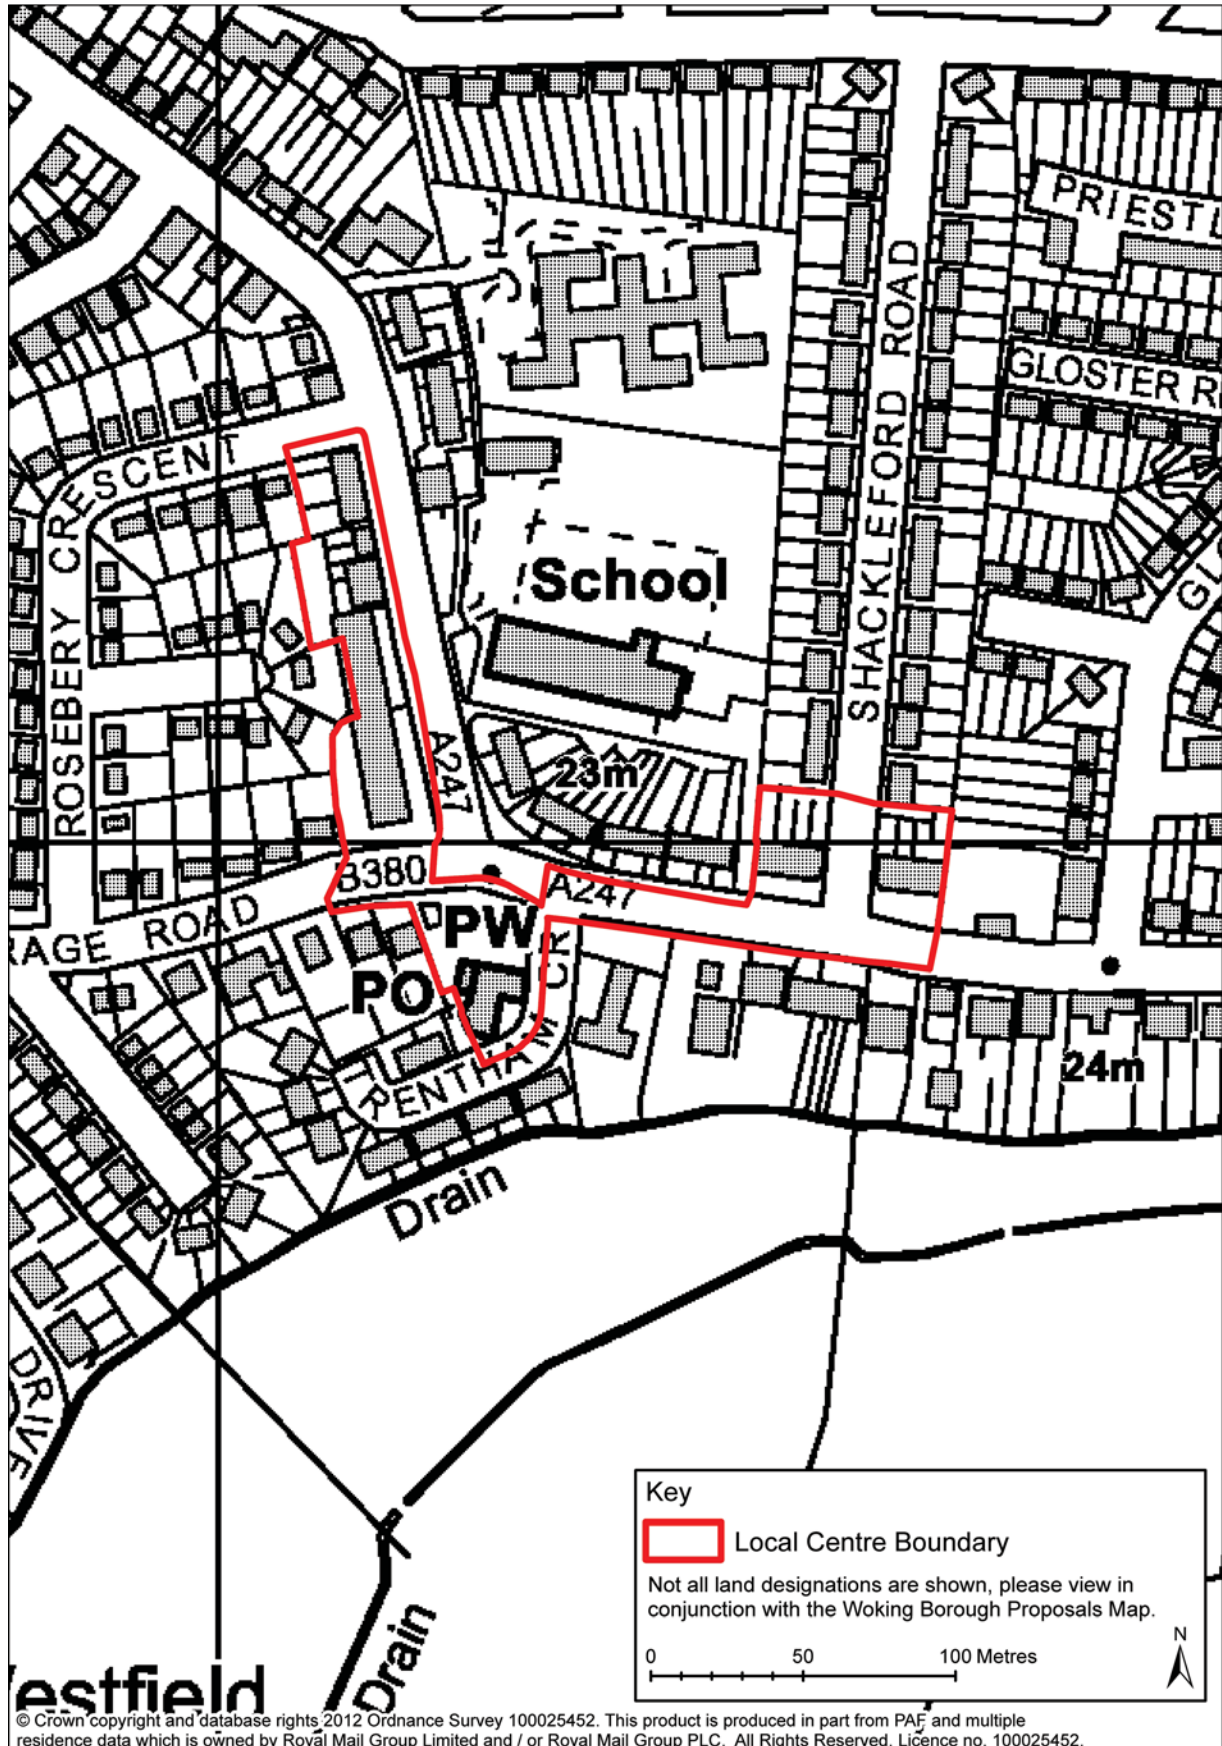 PRIESTL
GLOSTER R
SHACKLEFORD ROAD
ROSEBERY CRESCENT
School
23m
A247
B380
A247
RAGE ROAD
PW
PO
TRENTHAM CR
24m
Drain
DRIVE
Drain
estfield
Key
Local Centre Boundary
Not all land designations are shown, please view in
conjunction with the Woking Borough Proposals Map.
0 50 100 Metres
N
© Crown copyright and database rights 2012 Ordnance Survey 100025452. This product is produced in part from PAF and multiple
residence data which is owned by Royal Mail Group Limited and / or Royal Mail Group PLC. All Rights Reserved. Licence no. 100025452.